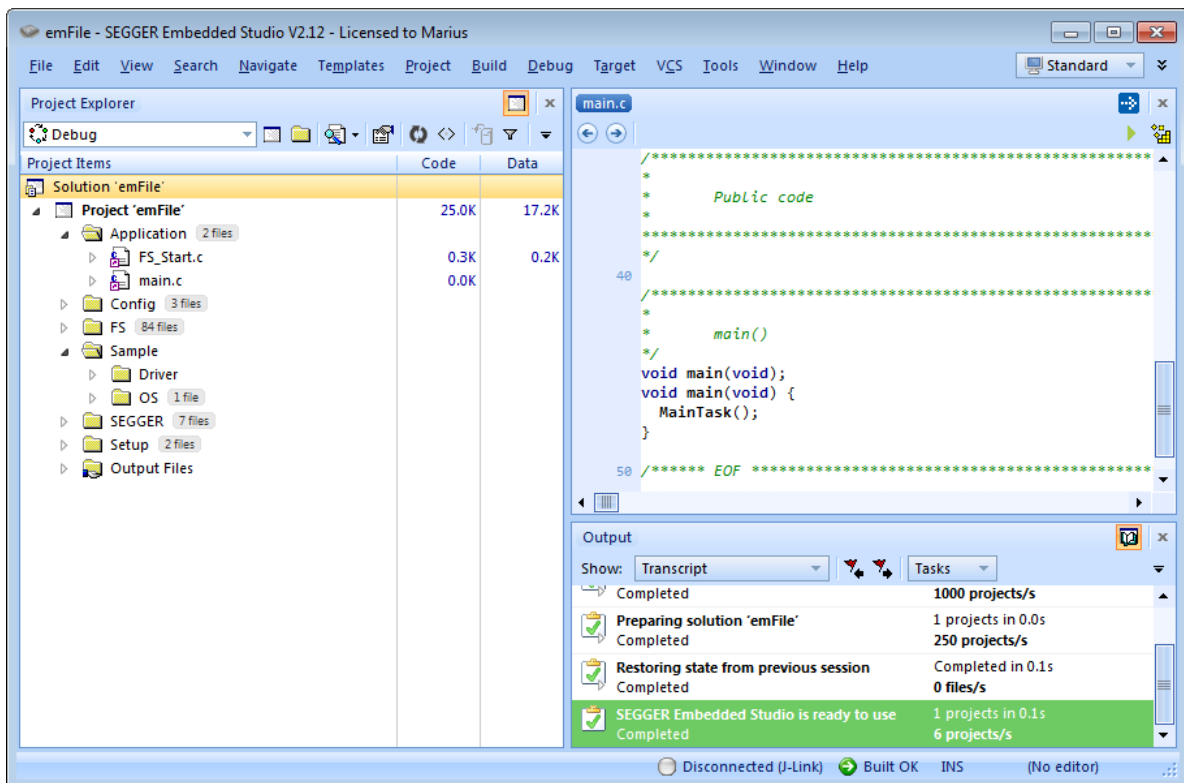 emFile - SEGGER Embedded Studio V2.12 - Licensed to Marius
File Edit View Search Navigate Templates Project Build Debug Target VCS Tools Window Help Standard
Project Explorer
Debug
Project Items Code Data
Solution 'emFile'
Project 'emFile' 25.0K 17.2K
Application 2 files
FS_Start.c 0.3K 0.2K
main.c 0.0K
Config 3 files
FS 84 files
Sample
Driver
OS 1 file
SEGGER 7 files
Setup 2 files
Output Files
main.c
/********************************************************
*
*       Public code
*
*********************************************************
*/
40
/********************************************************
*
*       main()
*/
void main(void);
void main(void) {
  MainTask();
}
50 /****** EOF ********************************************
Output
Show: Transcript Tasks
Completed 1000 projects/s
Preparing solution 'emFile' 1 projects in 0.0s
Completed 250 projects/s
Restoring state from previous session Completed in 0.1s
Completed 0 files/s
SEGGER Embedded Studio is ready to use 1 projects in 0.1s
Completed 6 projects/s
Disconnected (J-Link) Built OK INS (No editor)